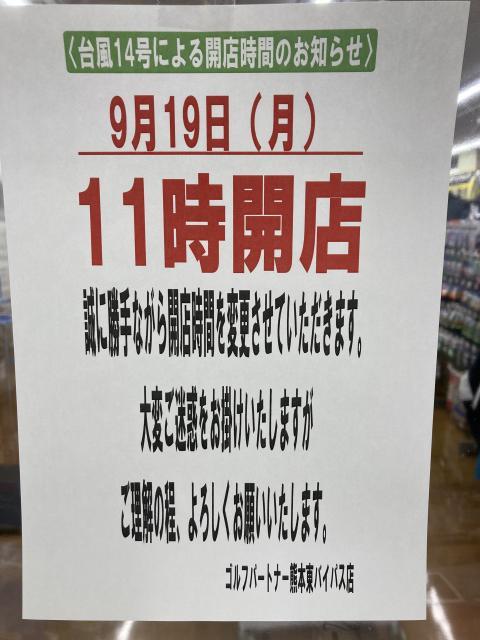 〈台風14号による開店時間のお知らせ〉
9月19日（月）
11時開店
誠に勝手ながら開店時間を変更させていただきます。
大変ご迷惑をお掛けいたしますが
ご理解の程、よろしくお願いいたします。
ゴルフパートナー熊本東バイパス店